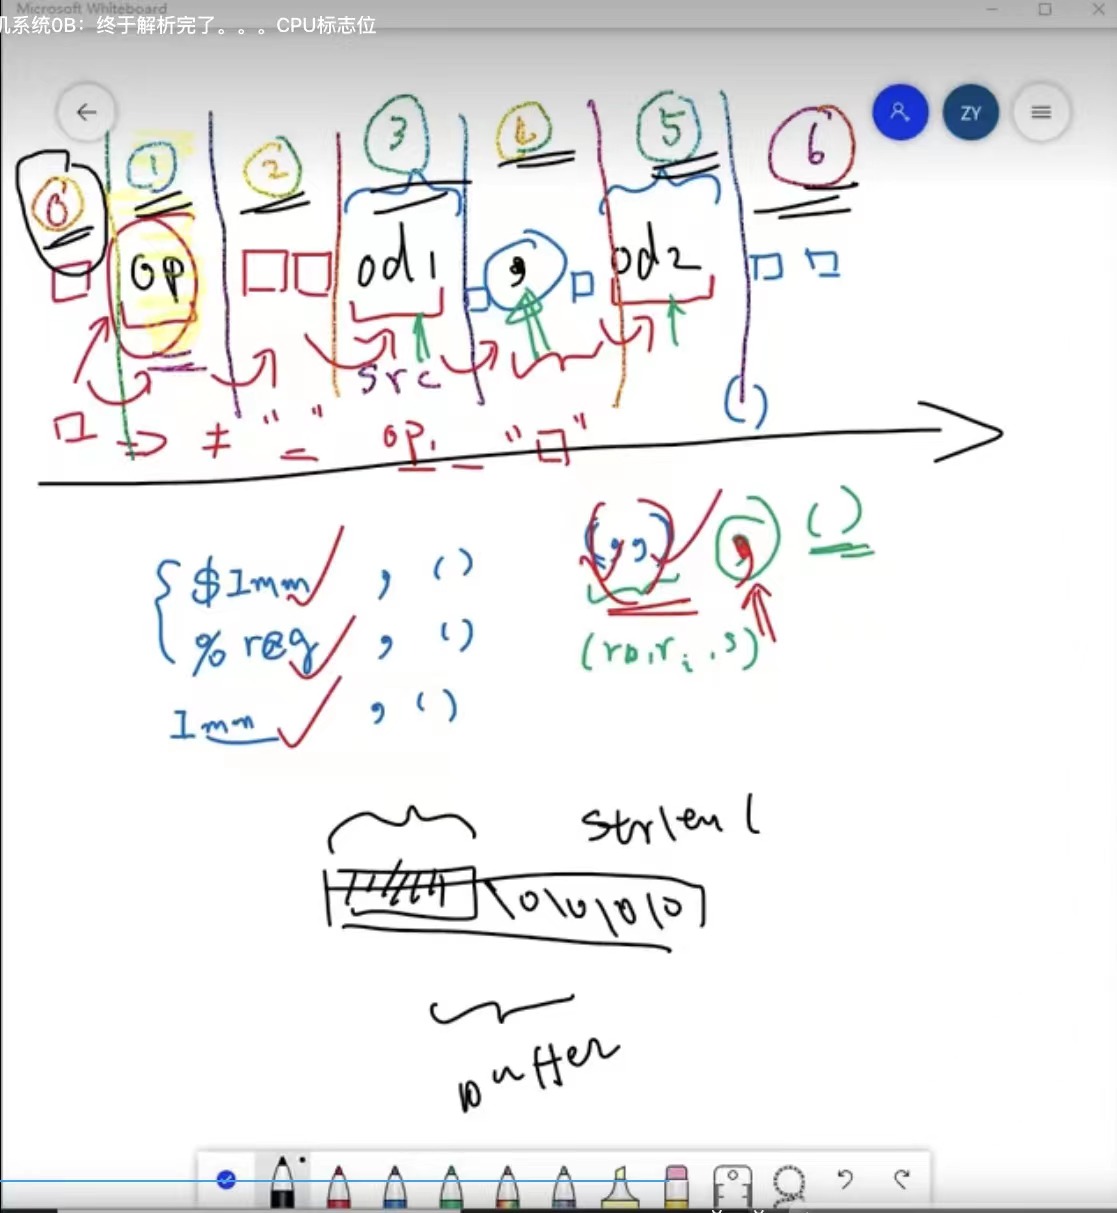 Microsoft Whiteboard
机系统0B：终于解析完了。。。CPU标志位
ZY
0 1 2 3 4 5 6
op od1 , od2
src
⇒ ≠ "_" op, _ "□"
( )
$Imm , ( )
% reg , ( )
Imm , ( )
( , , ) , ( )
(rb, ri, s)
strlen (
\0\0\0\0
buffer